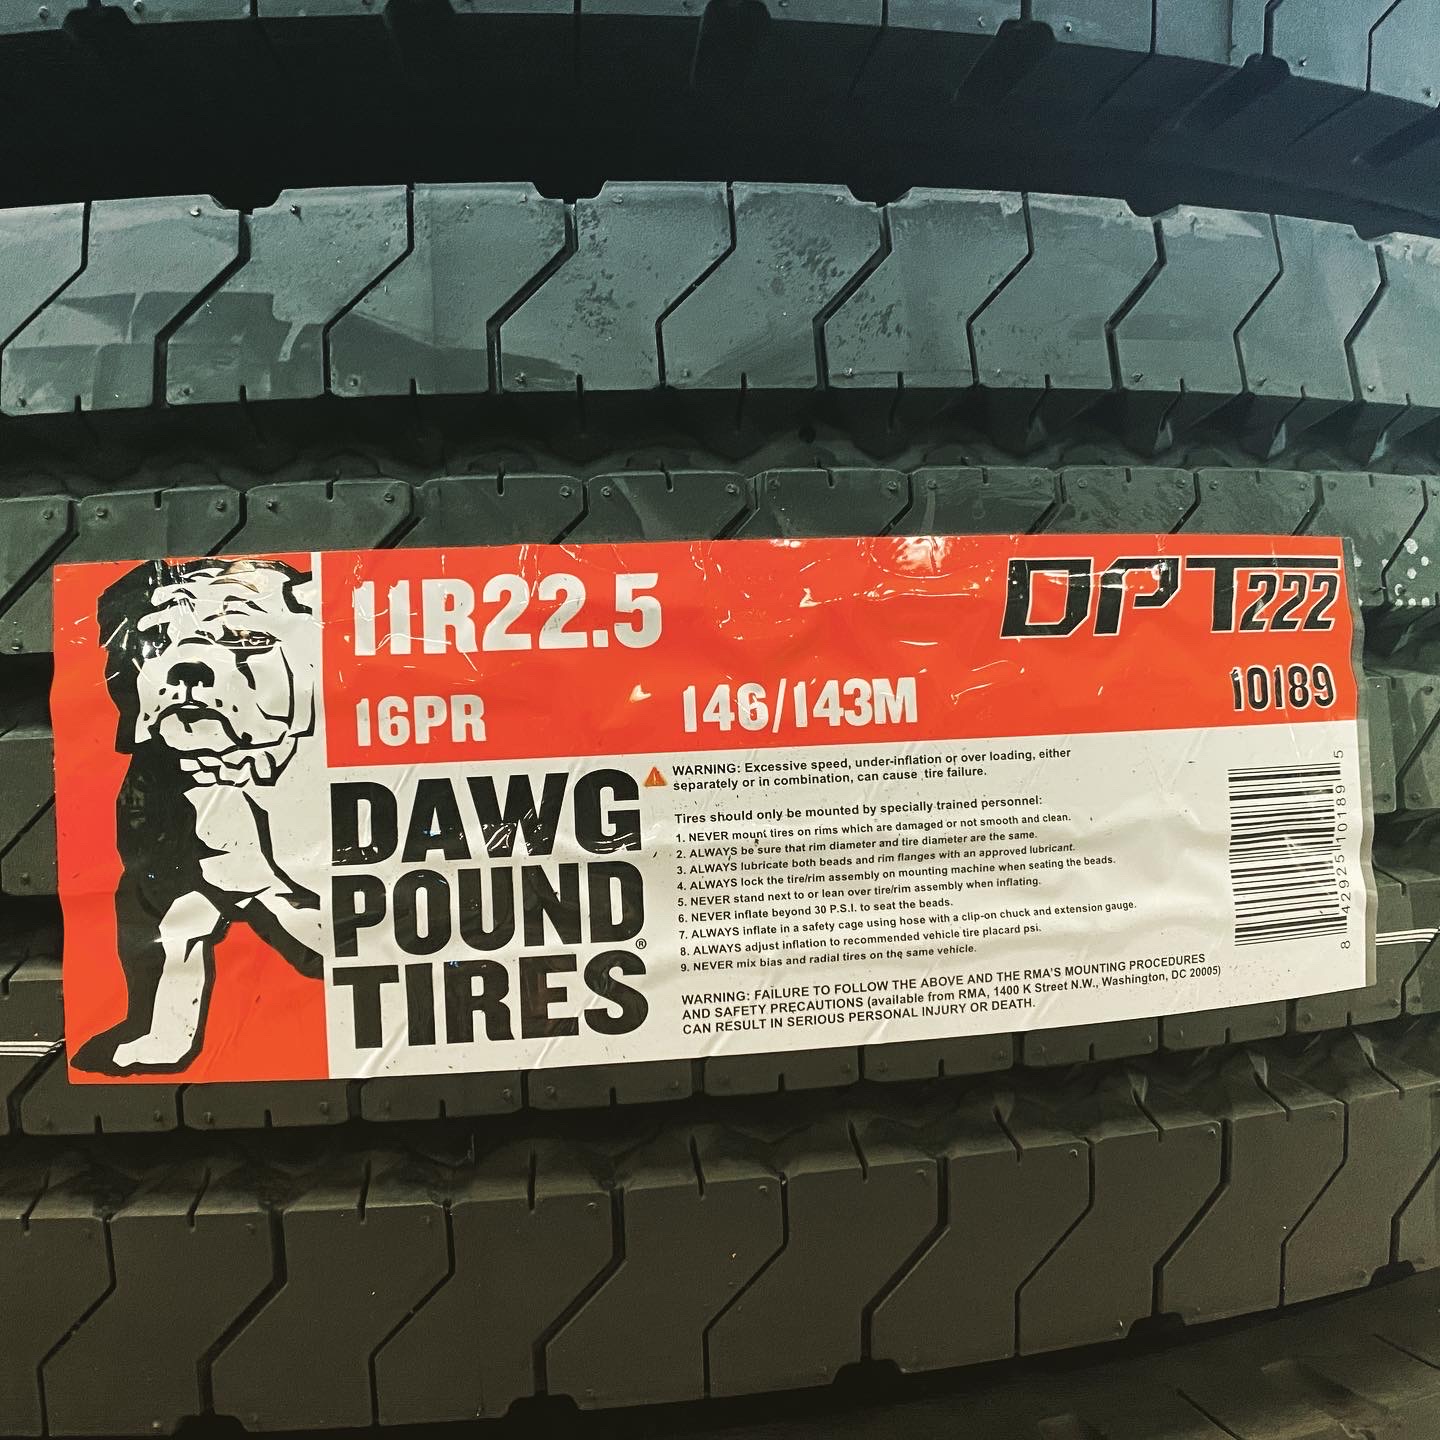 11R22.5
DPT222
16PR
146/143M
10189
DAWG
POUND
TIRES®
WARNING: Excessive speed, under-inflation or over loading, either
separately or in combination, can cause tire failure.
Tires should only be mounted by specially trained personnel:
1. NEVER mount tires on rims which are damaged or not smooth and clean.
2. ALWAYS be sure that rim diameter and tire diameter are the same.
3. ALWAYS lubricate both beads and rim flanges with an approved lubricant.
4. ALWAYS lock the tire/rim assembly on mounting machine when seating the beads.
5. NEVER stand next to or lean over tire/rim assembly when inflating.
6. NEVER inflate beyond 30 P.S.I. to seat the beads.
7. ALWAYS inflate in a safety cage using hose with a clip-on chuck and extension gauge.
8. ALWAYS adjust inflation to recommended vehicle tire placard psi.
9. NEVER mix bias and radial tires on the same vehicle.
WARNING: FAILURE TO FOLLOW THE ABOVE AND THE RMA'S MOUNTING PROCEDURES
AND SAFETY PRECAUTIONS (available from RMA, 1400 K Street N.W., Washington, DC 20005)
CAN RESULT IN SERIOUS PERSONAL INJURY OR DEATH.
8 42925 10189 5